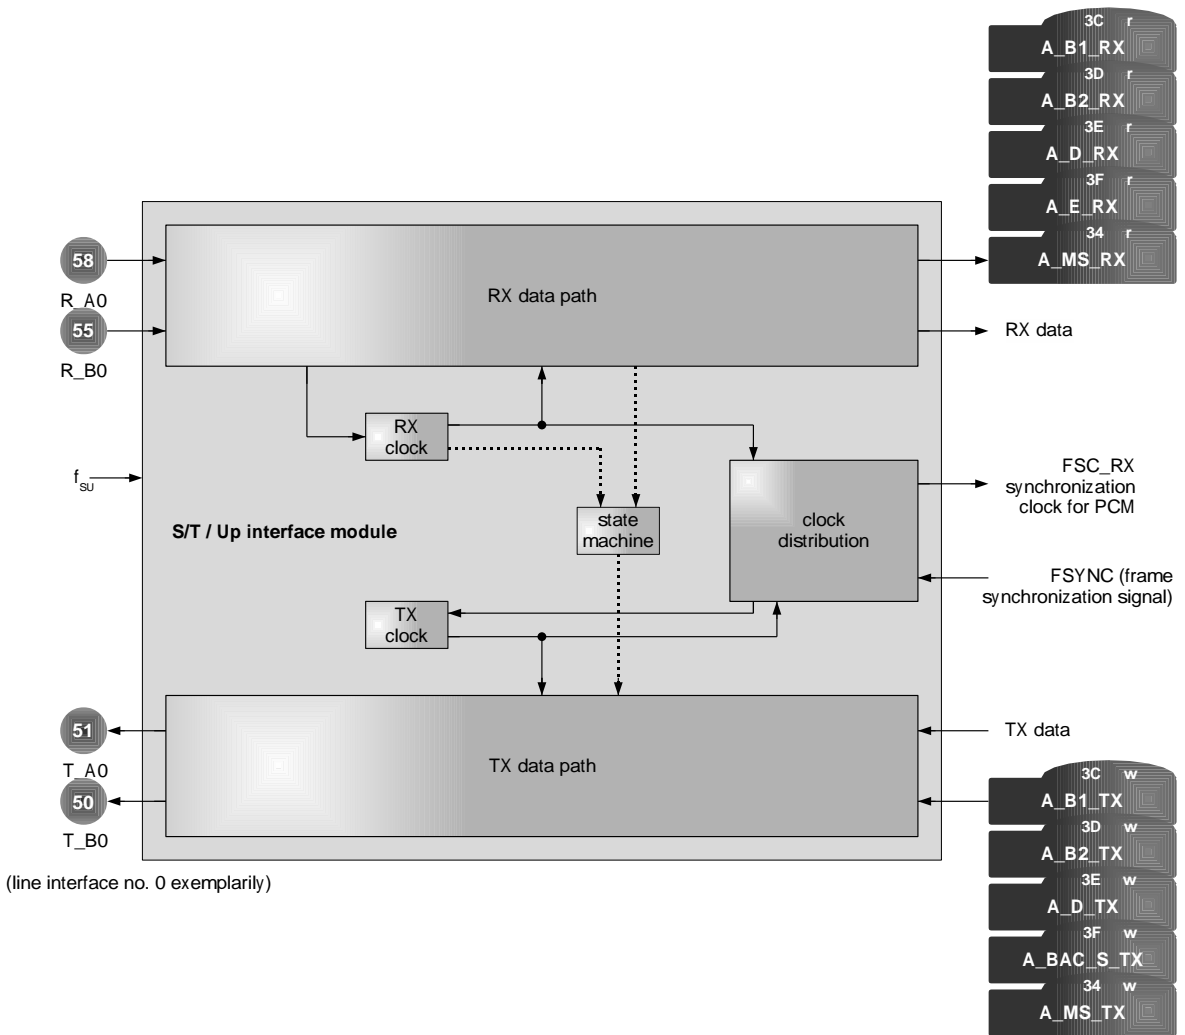 3C r
A_B1_RX
3D r
A_B2_RX
3E r
A_D_RX
3F r
A_E_RX
34 r
A_MS_RX
58
R_A0
55
R_B0
RX data path
RX data
RX
clock
f_SU
S/T / Up interface module
state
machine
clock
distribution
FSC_RX
synchronization
clock for PCM
FSYNC (frame
synchronization signal)
TX
clock
51
T_A0
50
T_B0
TX data path
TX data
3C w
A_B1_TX
3D w
A_B2_TX
3E w
A_D_TX
3F w
A_BAC_S_TX
34 w
A_MS_TX
(line interface no. 0 exemplarily)